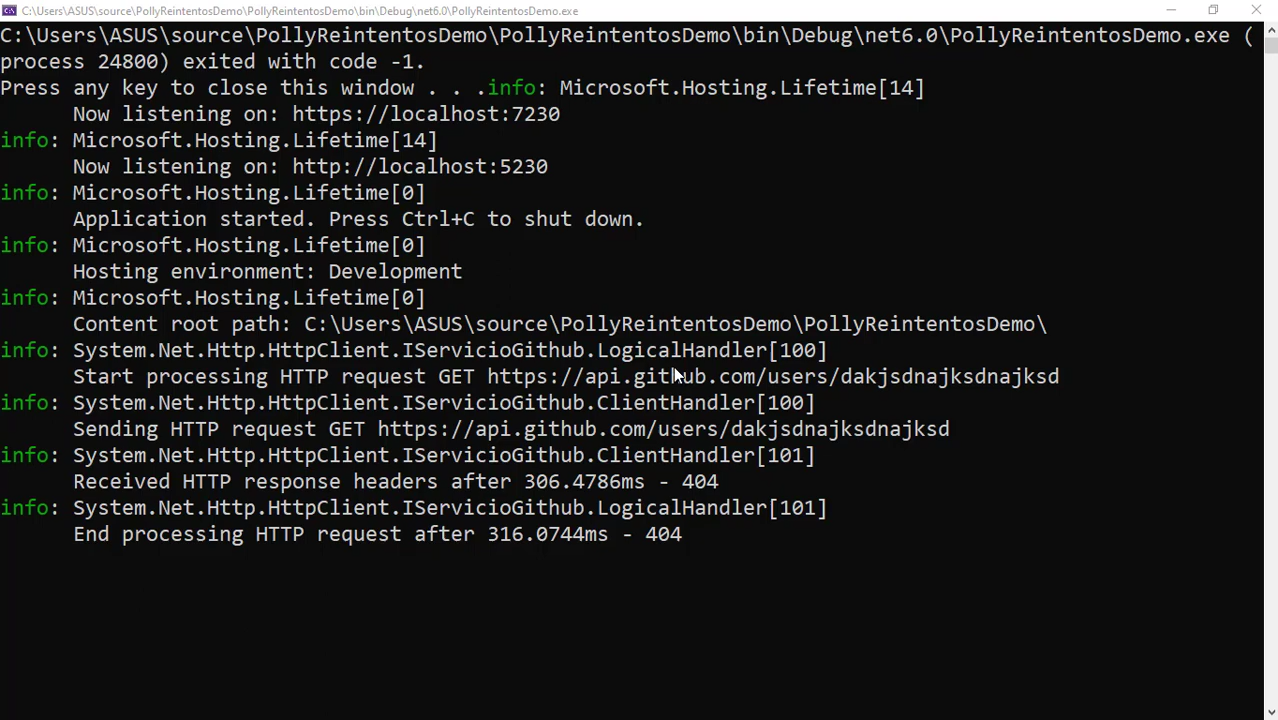 C:\Users\ASUS\source\PollyReintentosDemo\PollyReintentosDemo\bin\Debug\net6.0\PollyReintentosDemo.exe
C:\Users\ASUS\source\PollyReintentosDemo\PollyReintentosDemo\bin\Debug\net6.0\PollyReintentosDemo.exe (
process 24800) exited with code -1.
Press any key to close this window . . .info: Microsoft.Hosting.Lifetime[14]
Now listening on: https://localhost:7230
info: Microsoft.Hosting.Lifetime[14]
Now listening on: http://localhost:5230
info: Microsoft.Hosting.Lifetime[0]
Application started. Press Ctrl+C to shut down.
info: Microsoft.Hosting.Lifetime[0]
Hosting environment: Development
info: Microsoft.Hosting.Lifetime[0]
Content root path: C:\Users\ASUS\source\PollyReintentosDemo\PollyReintentosDemo\
info: System.Net.Http.HttpClient.IServicioGithub.LogicalHandler[100]
Start processing HTTP request GET https://api.github.com/users/dakjsdnajksdnajksd
info: System.Net.Http.HttpClient.IServicioGithub.ClientHandler[100]
Sending HTTP request GET https://api.github.com/users/dakjsdnajksdnajksd
info: System.Net.Http.HttpClient.IServicioGithub.ClientHandler[101]
Received HTTP response headers after 306.4786ms - 404
info: System.Net.Http.HttpClient.IServicioGithub.LogicalHandler[101]
End processing HTTP request after 316.0744ms - 404